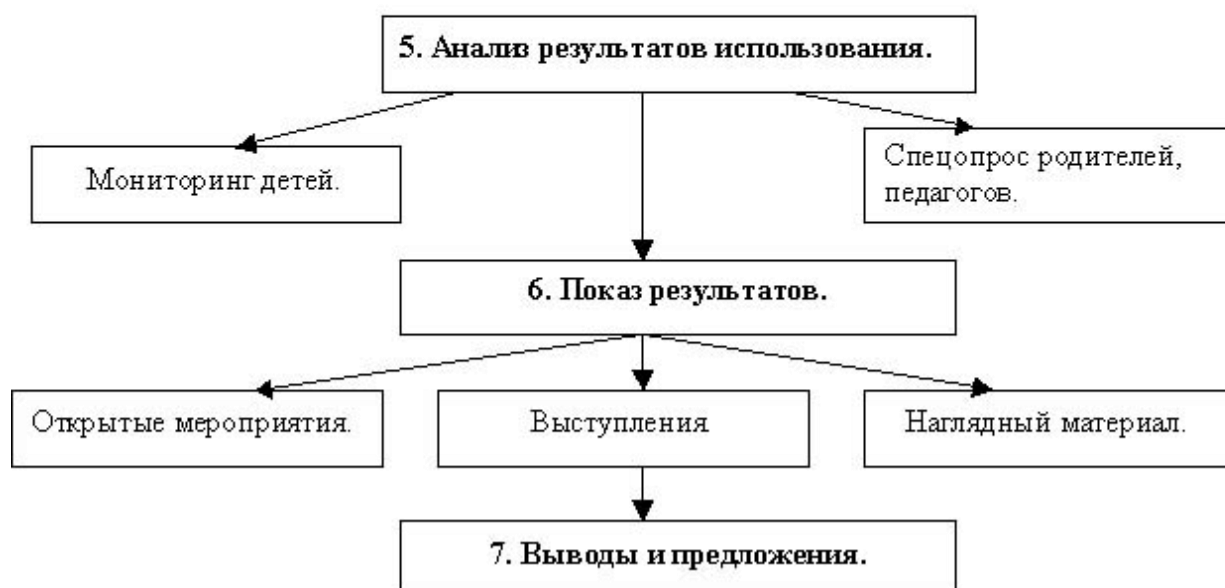 5. Анализ результатов использования.
Мониторинг детей.
Спецопрос родителей,
педагогов.
6. Показ результатов.
Открытые мероприятия.
Выступления
Наглядный материал.
7. Выводы и предложения.